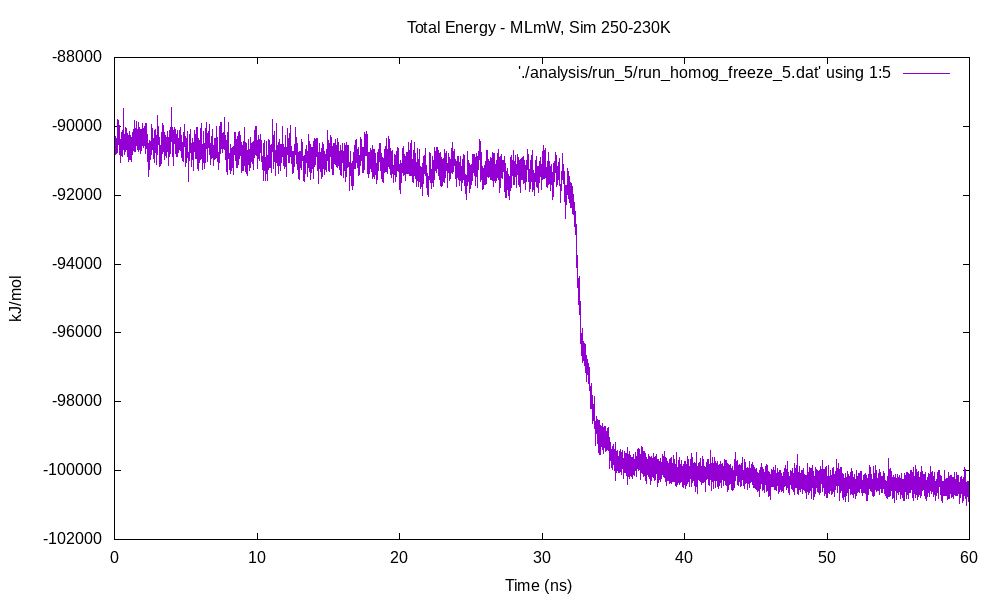 Total Energy - MLmW, Sim 250-230K
'./analysis/run_5/run_homog_freeze_5.dat' using 1:5
-88000
-90000
-92000
-94000
-96000
-98000
-100000
-102000
kJ/mol
0 10 20 30 40 50 60
Time (ns)